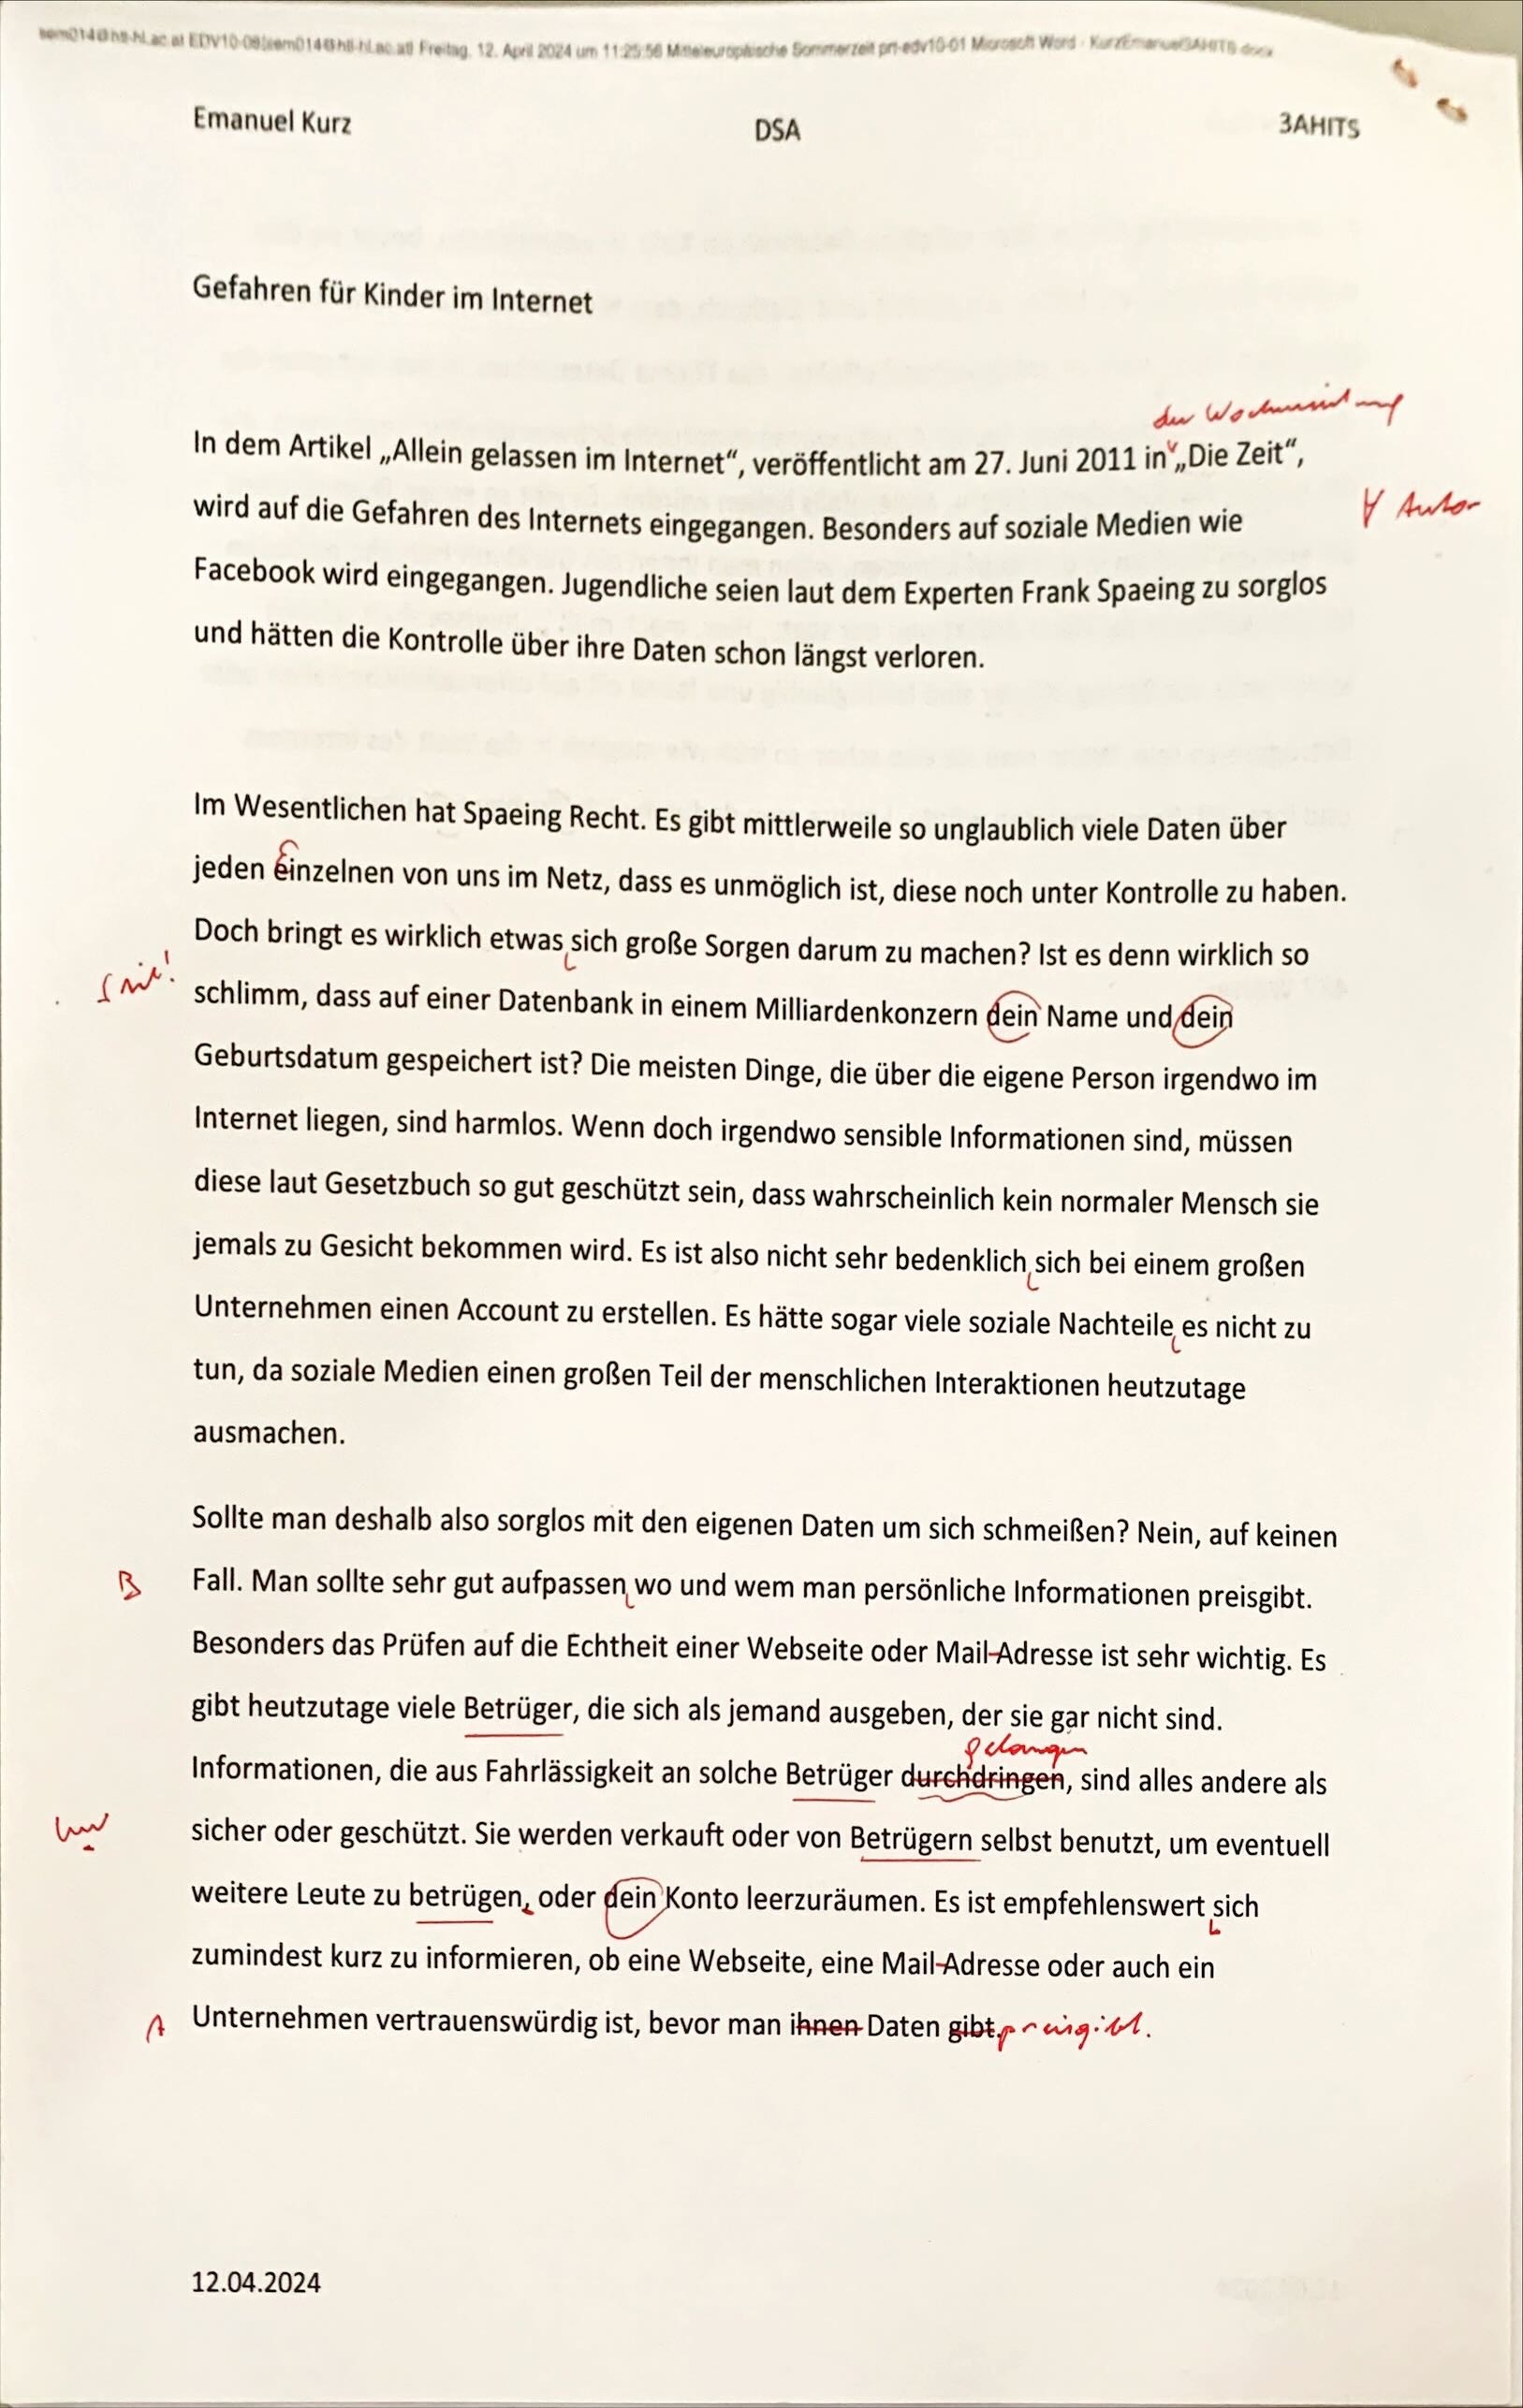 sem014@hs-hl.ac.at EDV10-08(sem014@hs-hl.ac.at) Freitag, 12. April 2024 um 11:25:56 Mitteleuropäische Sommerzeit prt-edv10-01 Microsoft Word - KurzEmanuel3AHITS.docx
Emanuel Kurz DSA 3AHITS
Gefahren für Kinder im Internet
der Wochenzeitung
In dem Artikel „Allein gelassen im Internet“, veröffentlicht am 27. Juni 2011 in „Die Zeit“,
∀ Autor
wird auf die Gefahren des Internets eingegangen. Besonders auf soziale Medien wie
Facebook wird eingegangen. Jugendliche seien laut dem Experten Frank Spaeing zu sorglos
und hätten die Kontrolle über ihre Daten schon längst verloren.
Im Wesentlichen hat Spaeing Recht. Es gibt mittlerweile so unglaublich viele Daten über
jeden Einzelnen von uns im Netz, dass es unmöglich ist, diese noch unter Kontrolle zu haben.
Doch bringt es wirklich etwas, sich große Sorgen darum zu machen? Ist es denn wirklich so
schlimm, dass auf einer Datenbank in einem Milliardenkonzern dein Name und dein
Geburtsdatum gespeichert ist? Die meisten Dinge, die über die eigene Person irgendwo im
Internet liegen, sind harmlos. Wenn doch irgendwo sensible Informationen sind, müssen
diese laut Gesetzbuch so gut geschützt sein, dass wahrscheinlich kein normaler Mensch sie
jemals zu Gesicht bekommen wird. Es ist also nicht sehr bedenklich, sich bei einem großen
Unternehmen einen Account zu erstellen. Es hätte sogar viele soziale Nachteile, es nicht zu
tun, da soziale Medien einen großen Teil der menschlichen Interaktionen heutzutage
ausmachen.
Sollte man deshalb also sorglos mit den eigenen Daten um sich schmeißen? Nein, auf keinen
B
Fall. Man sollte sehr gut aufpassen, wo und wem man persönliche Informationen preisgibt.
Besonders das Prüfen auf die Echtheit einer Webseite oder Mail-Adresse ist sehr wichtig. Es
gibt heutzutage viele Betrüger, die sich als jemand ausgeben, der sie gar nicht sind.
gelangen
Informationen, die aus Fahrlässigkeit an solche Betrüger durchdringen, sind alles andere als
sicher oder geschützt. Sie werden verkauft oder von Betrügern selbst benutzt, um eventuell
weitere Leute zu betrügen, oder dein Konto leerzuräumen. Es ist empfehlenswert, sich
zumindest kurz zu informieren, ob eine Webseite, eine Mail-Adresse oder auch ein
A
Unternehmen vertrauenswürdig ist, bevor man ihnen Daten gibt. preisgibt.
12.04.2024